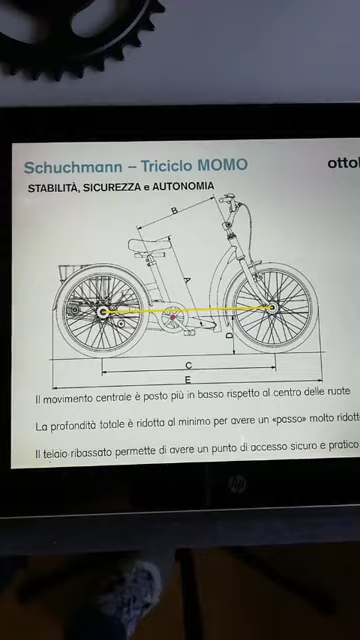 Schuchmann – Triciclo MOMO
ottol
STABILITÀ, SICUREZZA e AUTONOMIA
B
A
D
C
E
Il movimento centrale è posto più in basso rispetto al centro delle ruote
La profondità totale è ridotta al minimo per avere un «passo» molto ridott
Il telaio ribassato permette di avere un punto di accesso sicuro e pratico
hp